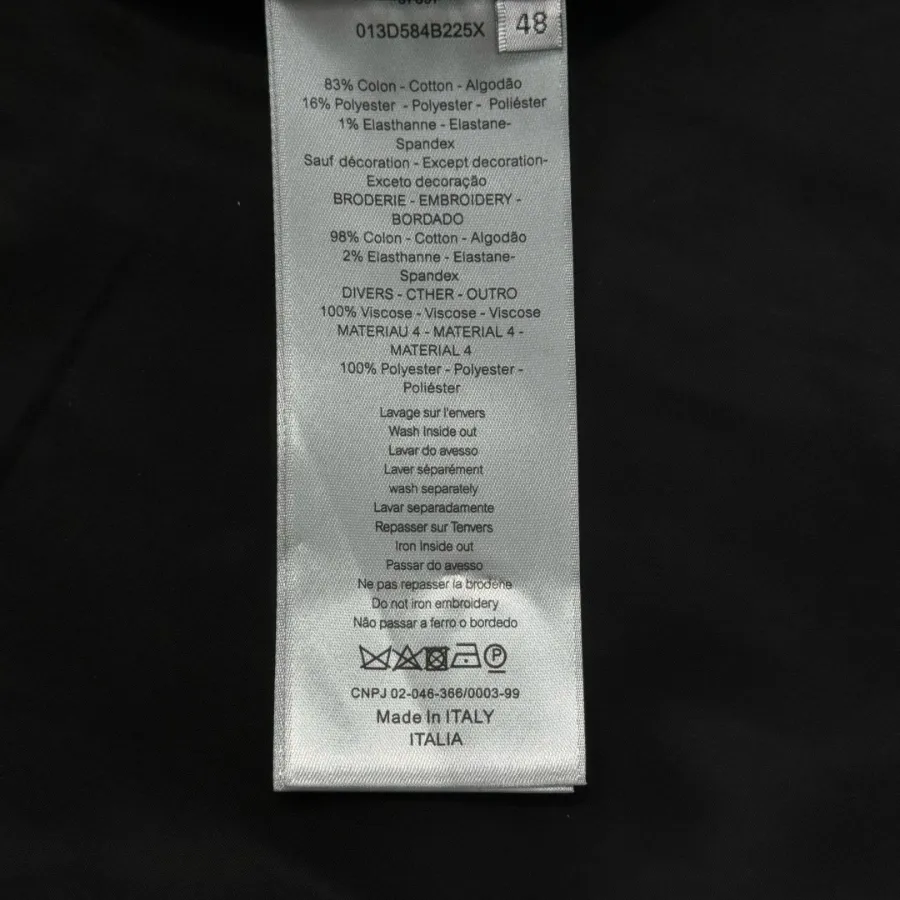 013D584B225X
48
83% Colon - Cotton - Algodão
16% Polyester - Polyester - Poliéster
1% Elasthanne - Elastane-
Spandex
Sauf décoration - Except decoration-
Exceto decoração
BRODERIE - EMBROIDERY -
BORDADO
98% Colon - Cotton - Algodão
2% Elasthanne - Elastane-
Spandex
DIVERS - CTHER - OUTRO
100% Viscose - Viscose - Viscose
MATERIAU 4 - MATERIAL 4 -
MATERIAL 4
100% Polyester - Polyester -
Poliéster
Lavage sur l'envers
Wash Inside out
Lavar do avesso
Laver séparément
wash separately
Lavar separadamente
Repasser sur Tenvers
Iron Inside out
Passar do avesso
Ne pas repasser la brodene
Do not iron embroidery
Não passar a ferro o bordedo
P
CNPJ 02-046-366/0003-99
Made In ITALY
ITALIA